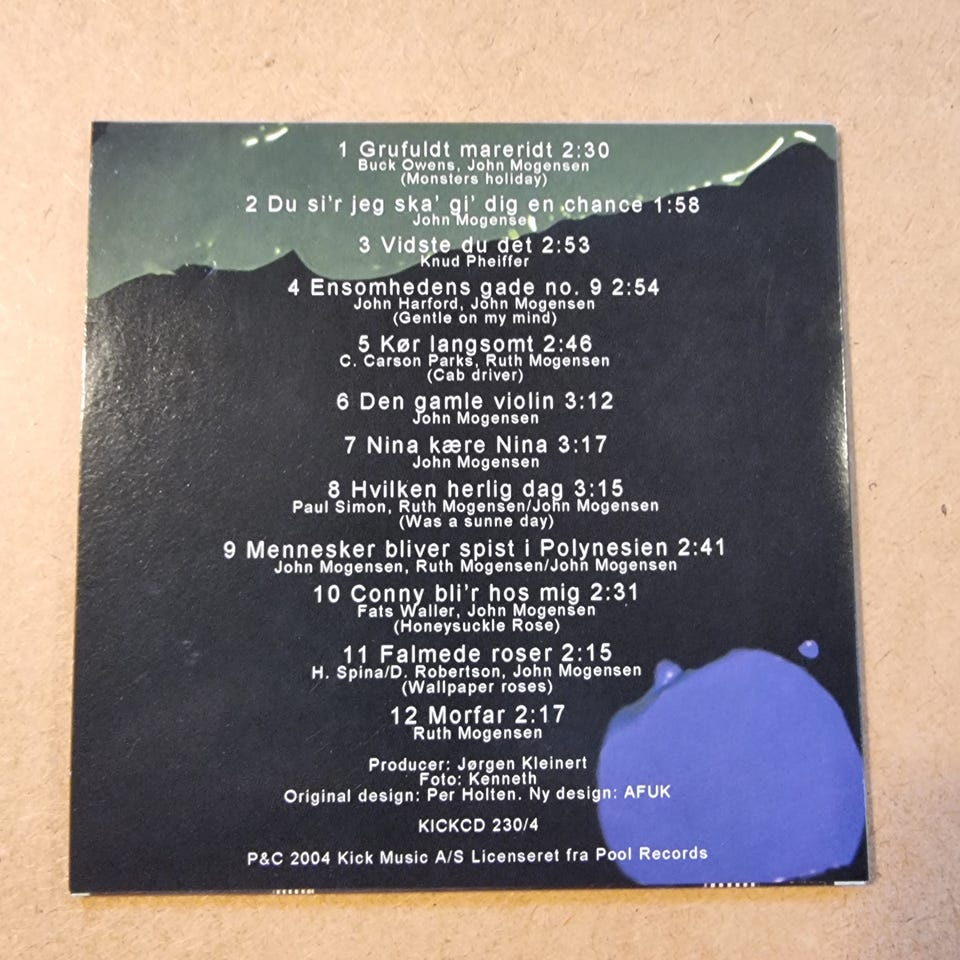 1 Grufuldt mareridt 2:30
Buck Owens, John Mogensen
(Monsters holiday)
2 Du si'r jeg ska' gi' dig en chance 1:58
John Mogensen
3 Vidste du det 2:53
Knud Pheiffer
4 Ensomhedens gade no. 9 2:54
John Harford, John Mogensen
(Gentle on my mind)
5 Kør langsomt 2:46
C. Carson Parks, Ruth Mogensen
(Cab driver)
6 Den gamle violin 3:12
John Mogensen
7 Nina kære Nina 3:17
John Mogensen
8 Hvilken herlig dag 3:15
Paul Simon, Ruth Mogensen/John Mogensen
(Was a sunne day)
9 Mennesker bliver spist i Polynesien 2:41
John Mogensen, Ruth Mogensen/John Mogensen
10 Conny bli'r hos mig 2:31
Fats Waller, John Mogensen
(Honeysuckle Rose)
11 Falmede roser 2:15
H. Spina/D. Robertson, John Mogensen
(Wallpaper roses)
12 Morfar 2:17
Ruth Mogensen
Producer: Jørgen Kleinert
Foto: Kenneth
Original design: Per Holten. Ny design: AFUK
KICKCD 230/4
P&C 2004 Kick Music A/S Licenseret fra Pool Records